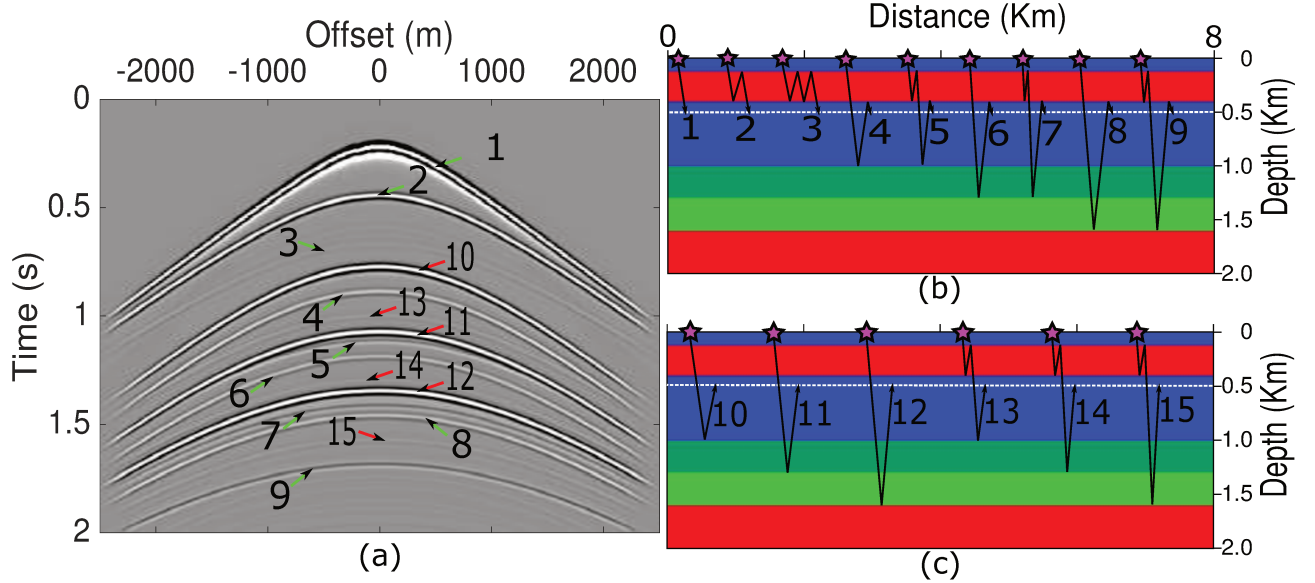 Offset (m)
-2000 -1000 0 1000 2000
Time (s)
0
0.5
1
1.5
2
1
2
3
10
4
13
11
5
14
6
12
7
15
8
9
(a)
Distance (Km)
0 8
0
0.5
1.0
1.5
2.0
Depth (Km)
1 2 3 4 5 6 7 8 9
(b)
0
0.5
1.0
1.5
2.0
Depth (Km)
10 11 12 13 14 15
(c)